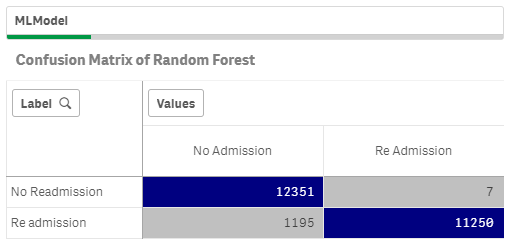 MLModel
Confusion Matrix of Random Forest
Label
Values
No Admission
Re Admission
No Readmission 12351 7
Re admission 1195 11250